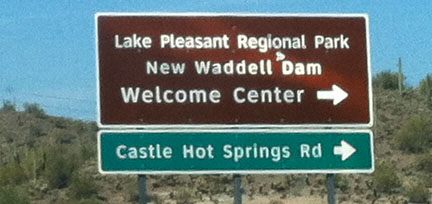 Lake Pleasant Regional Park
New Waddell Dam
Welcome Center
Castle Hot Springs Rd